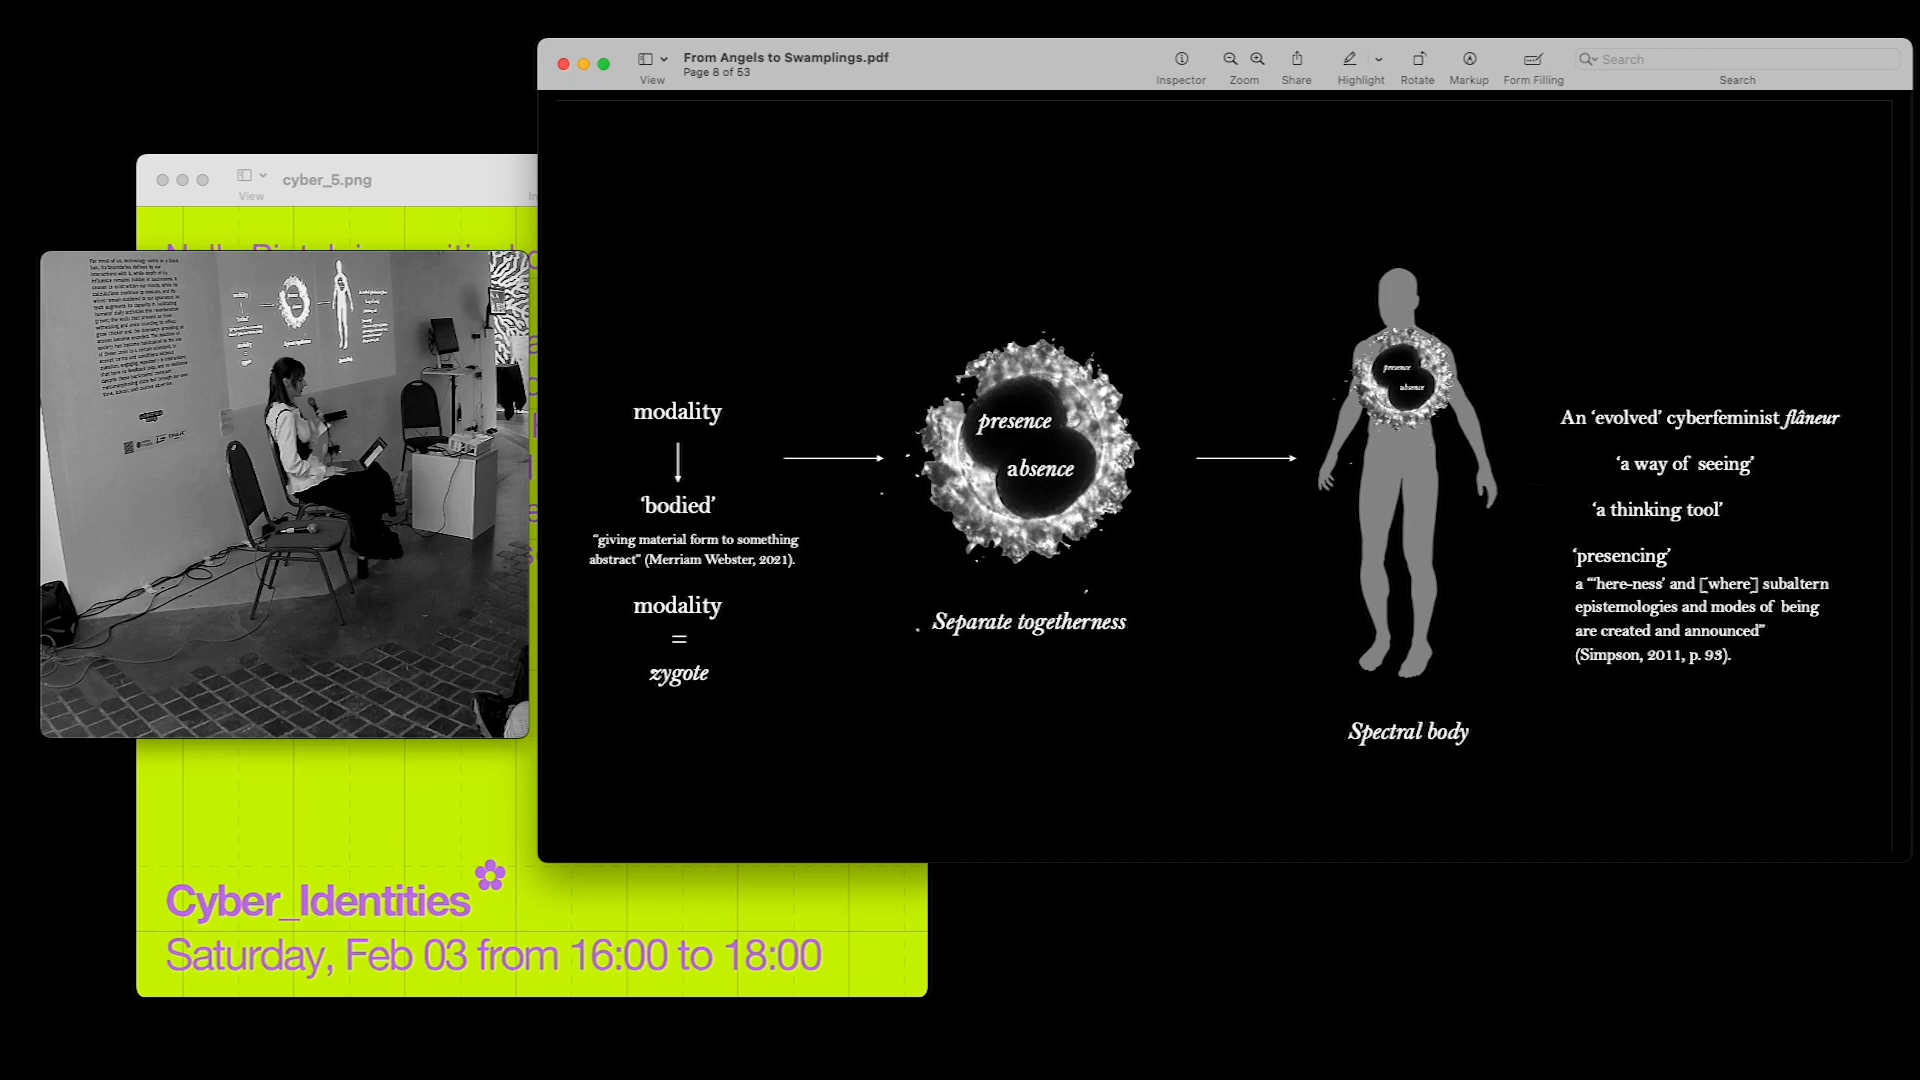 From Angels to Swamplings.pdf
Page 8 of 53
View
Inspector
Zoom
Share
Highlight
Rotate
Markup
Form Filling
Search
Search
cyber_5.png
View
modality
‘bodied’
“giving material form to something
abstract” (Merriam Webster, 2021).
modality
=
zygote
presence
absence
Separate togetherness
presence
absence
Spectral body
An ‘evolved’ cyberfeminist flâneur
‘a way of seeing’
‘a thinking tool’
‘presencing’
a “‘here-ness’ and [where] subaltern
epistemologies and modes of being
are created and announced”
(Simpson, 2011, p. 93).
Cyber_Identities
Saturday, Feb 03 from 16:00 to 18:00